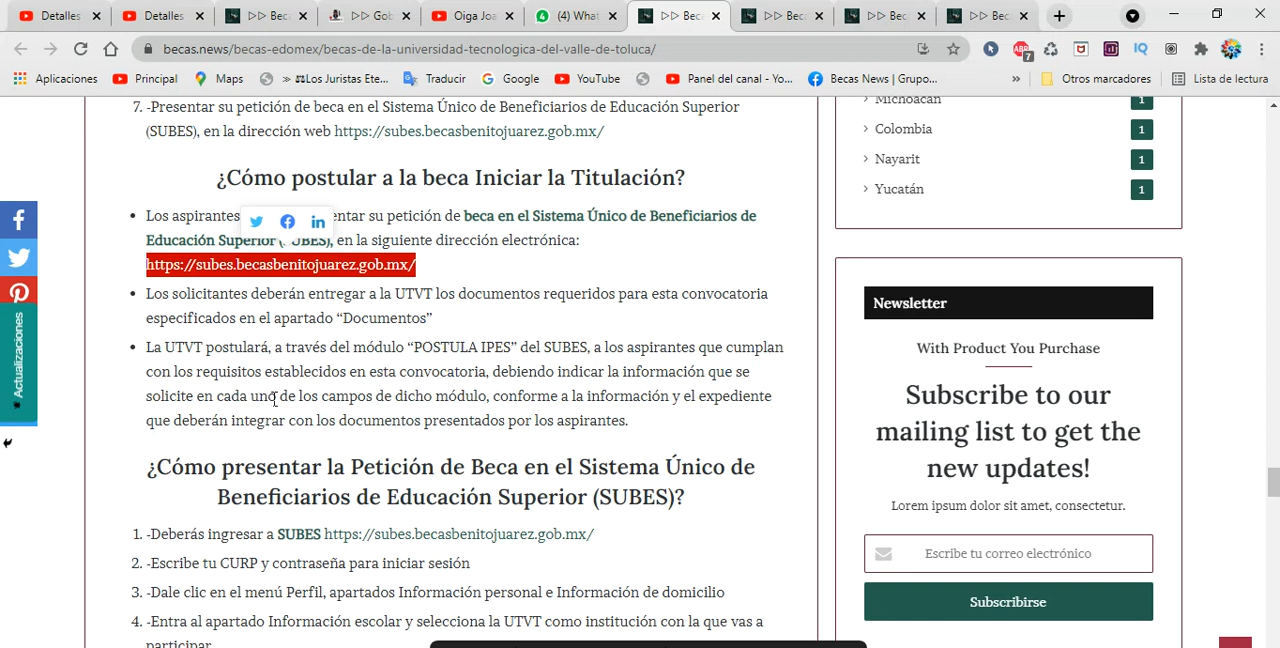 Detalles
Detalles
▷▷ Bec
▷▷ Gob
Oiga Joa
(4) What
▷▷ Bec
▷▷ Bec
▷▷ Bec
▷▷ Bec
becas.news/becas-edomex/becas-de-la-universidad-tecnologica-del-valle-de-toluca/
Aplicaciones
Principal
Maps
» ⚖Los Juristas Ete...
Traducir
Google
YouTube
Panel del canal - Yo...
Becas News | Grupo...
»
Otros marcadores
Lista de lectura
7. -Presentar su petición de beca en el Sistema Único de Beneficiarios de Educación Superior
(SUBES), en la dirección web https://subes.becasbenitojuarez.gob.mx/
¿Cómo postular a la beca Iniciar la Titulación?
• Los aspirantes entar su petición de beca en el Sistema Único de Beneficiarios de
Educación Superior (SUBES), en la siguiente dirección electrónica:
https://subes.becasbenitojuarez.gob.mx/
• Los solicitantes deberán entregar a la UTVT los documentos requeridos para esta convocatoria
especificados en el apartado “Documentos”
• La UTVT postulará, a través del módulo “POSTULA IPES” del SUBES, a los aspirantes que cumplan
con los requisitos establecidos en esta convocatoria, debiendo indicar la información que se
solicite en cada uno de los campos de dicho módulo, conforme a la información y el expediente
que deberán integrar con los documentos presentados por los aspirantes.
¿Cómo presentar la Petición de Beca en el Sistema Único de
Beneficiarios de Educación Superior (SUBES)?
1. -Deberás ingresar a SUBES https://subes.becasbenitojuarez.gob.mx/
2. -Escribe tu CURP y contraseña para iniciar sesión
3. -Dale clic en el menú Perfil, apartados Información personal e Información de domicilio
4. -Entra al apartado Información escolar y selecciona la UTVT como institución con la que vas a
participar
Actualizaciones
Michoacán 1
Colombia 1
Nayarit 1
Yucatán 1
Newsletter
With Product You Purchase
Subscribe to our
mailing list to get the
new updates!
Lorem ipsum dolor sit amet, consectetur.
Escribe tu correo electrónico
Subscribirse